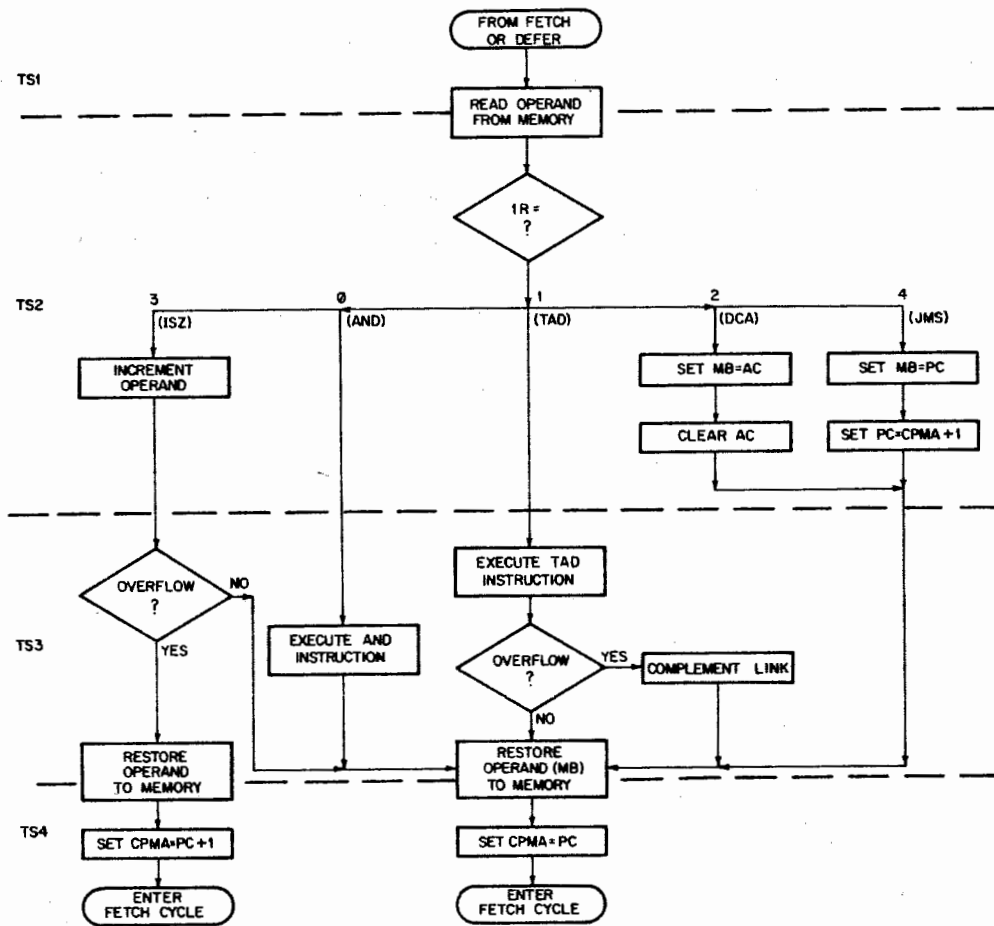 FROM FETCH
OR DEFER
TS1
READ OPERAND
FROM MEMORY
IR =
?
TS2
3
(ISZ)
0
(AND)
1
(TAD)
2
(DCA)
4
(JMS)
INCREMENT
OPERAND
SET MB=AC
SET MB=PC
CLEAR AC
SET PC=CPMA+1
TS3
OVERFLOW
?
NO
YES
EXECUTE AND
INSTRUCTION
EXECUTE TAD
INSTRUCTION
OVERFLOW
?
YES
NO
COMPLEMENT LINK
RESTORE
OPERAND
TO MEMORY
RESTORE
OPERAND (MB)
TO MEMORY
TS4
SET CPMA=PC+1
SET CPMA=PC
ENTER
FETCH CYCLE
ENTER
FETCH CYCLE